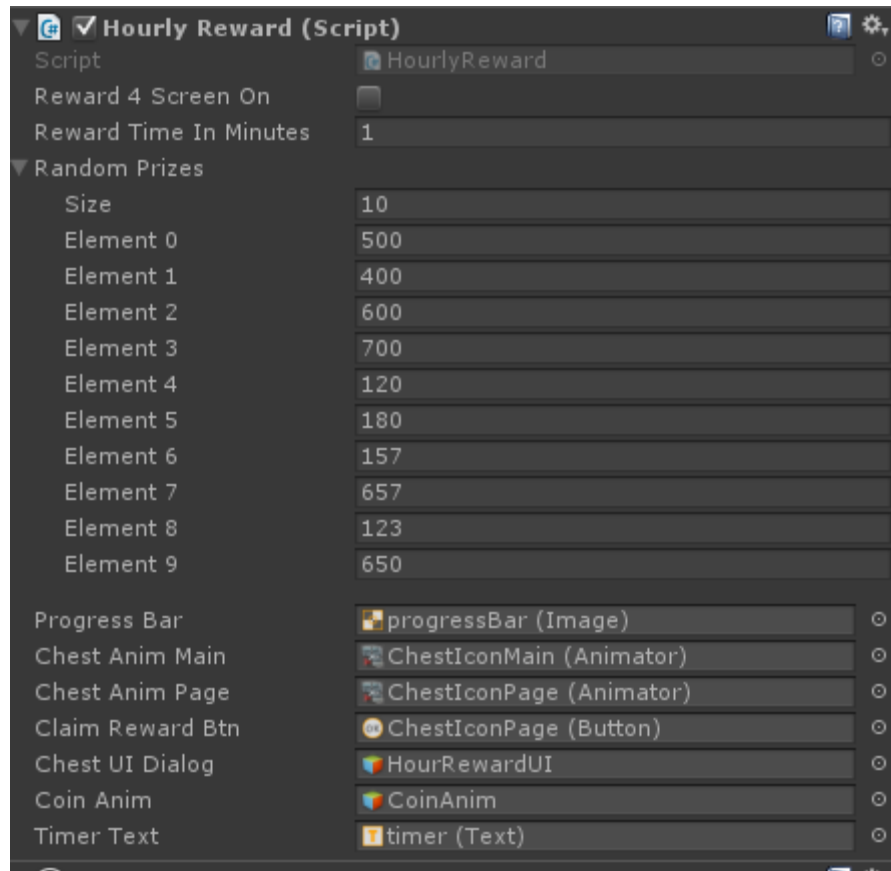 Hourly Reward (Script)
Script HourlyReward
Reward 4 Screen On
Reward Time In Minutes 1
Random Prizes
Size 10
Element 0 500
Element 1 400
Element 2 600
Element 3 700
Element 4 120
Element 5 180
Element 6 157
Element 7 657
Element 8 123
Element 9 650
Progress Bar progressBar (Image)
Chest Anim Main ChestIconMain (Animator)
Chest Anim Page ChestIconPage (Animator)
Claim Reward Btn OK ChestIconPage (Button)
Chest UI Dialog HourRewardUI
Coin Anim CoinAnim
Timer Text T timer (Text)